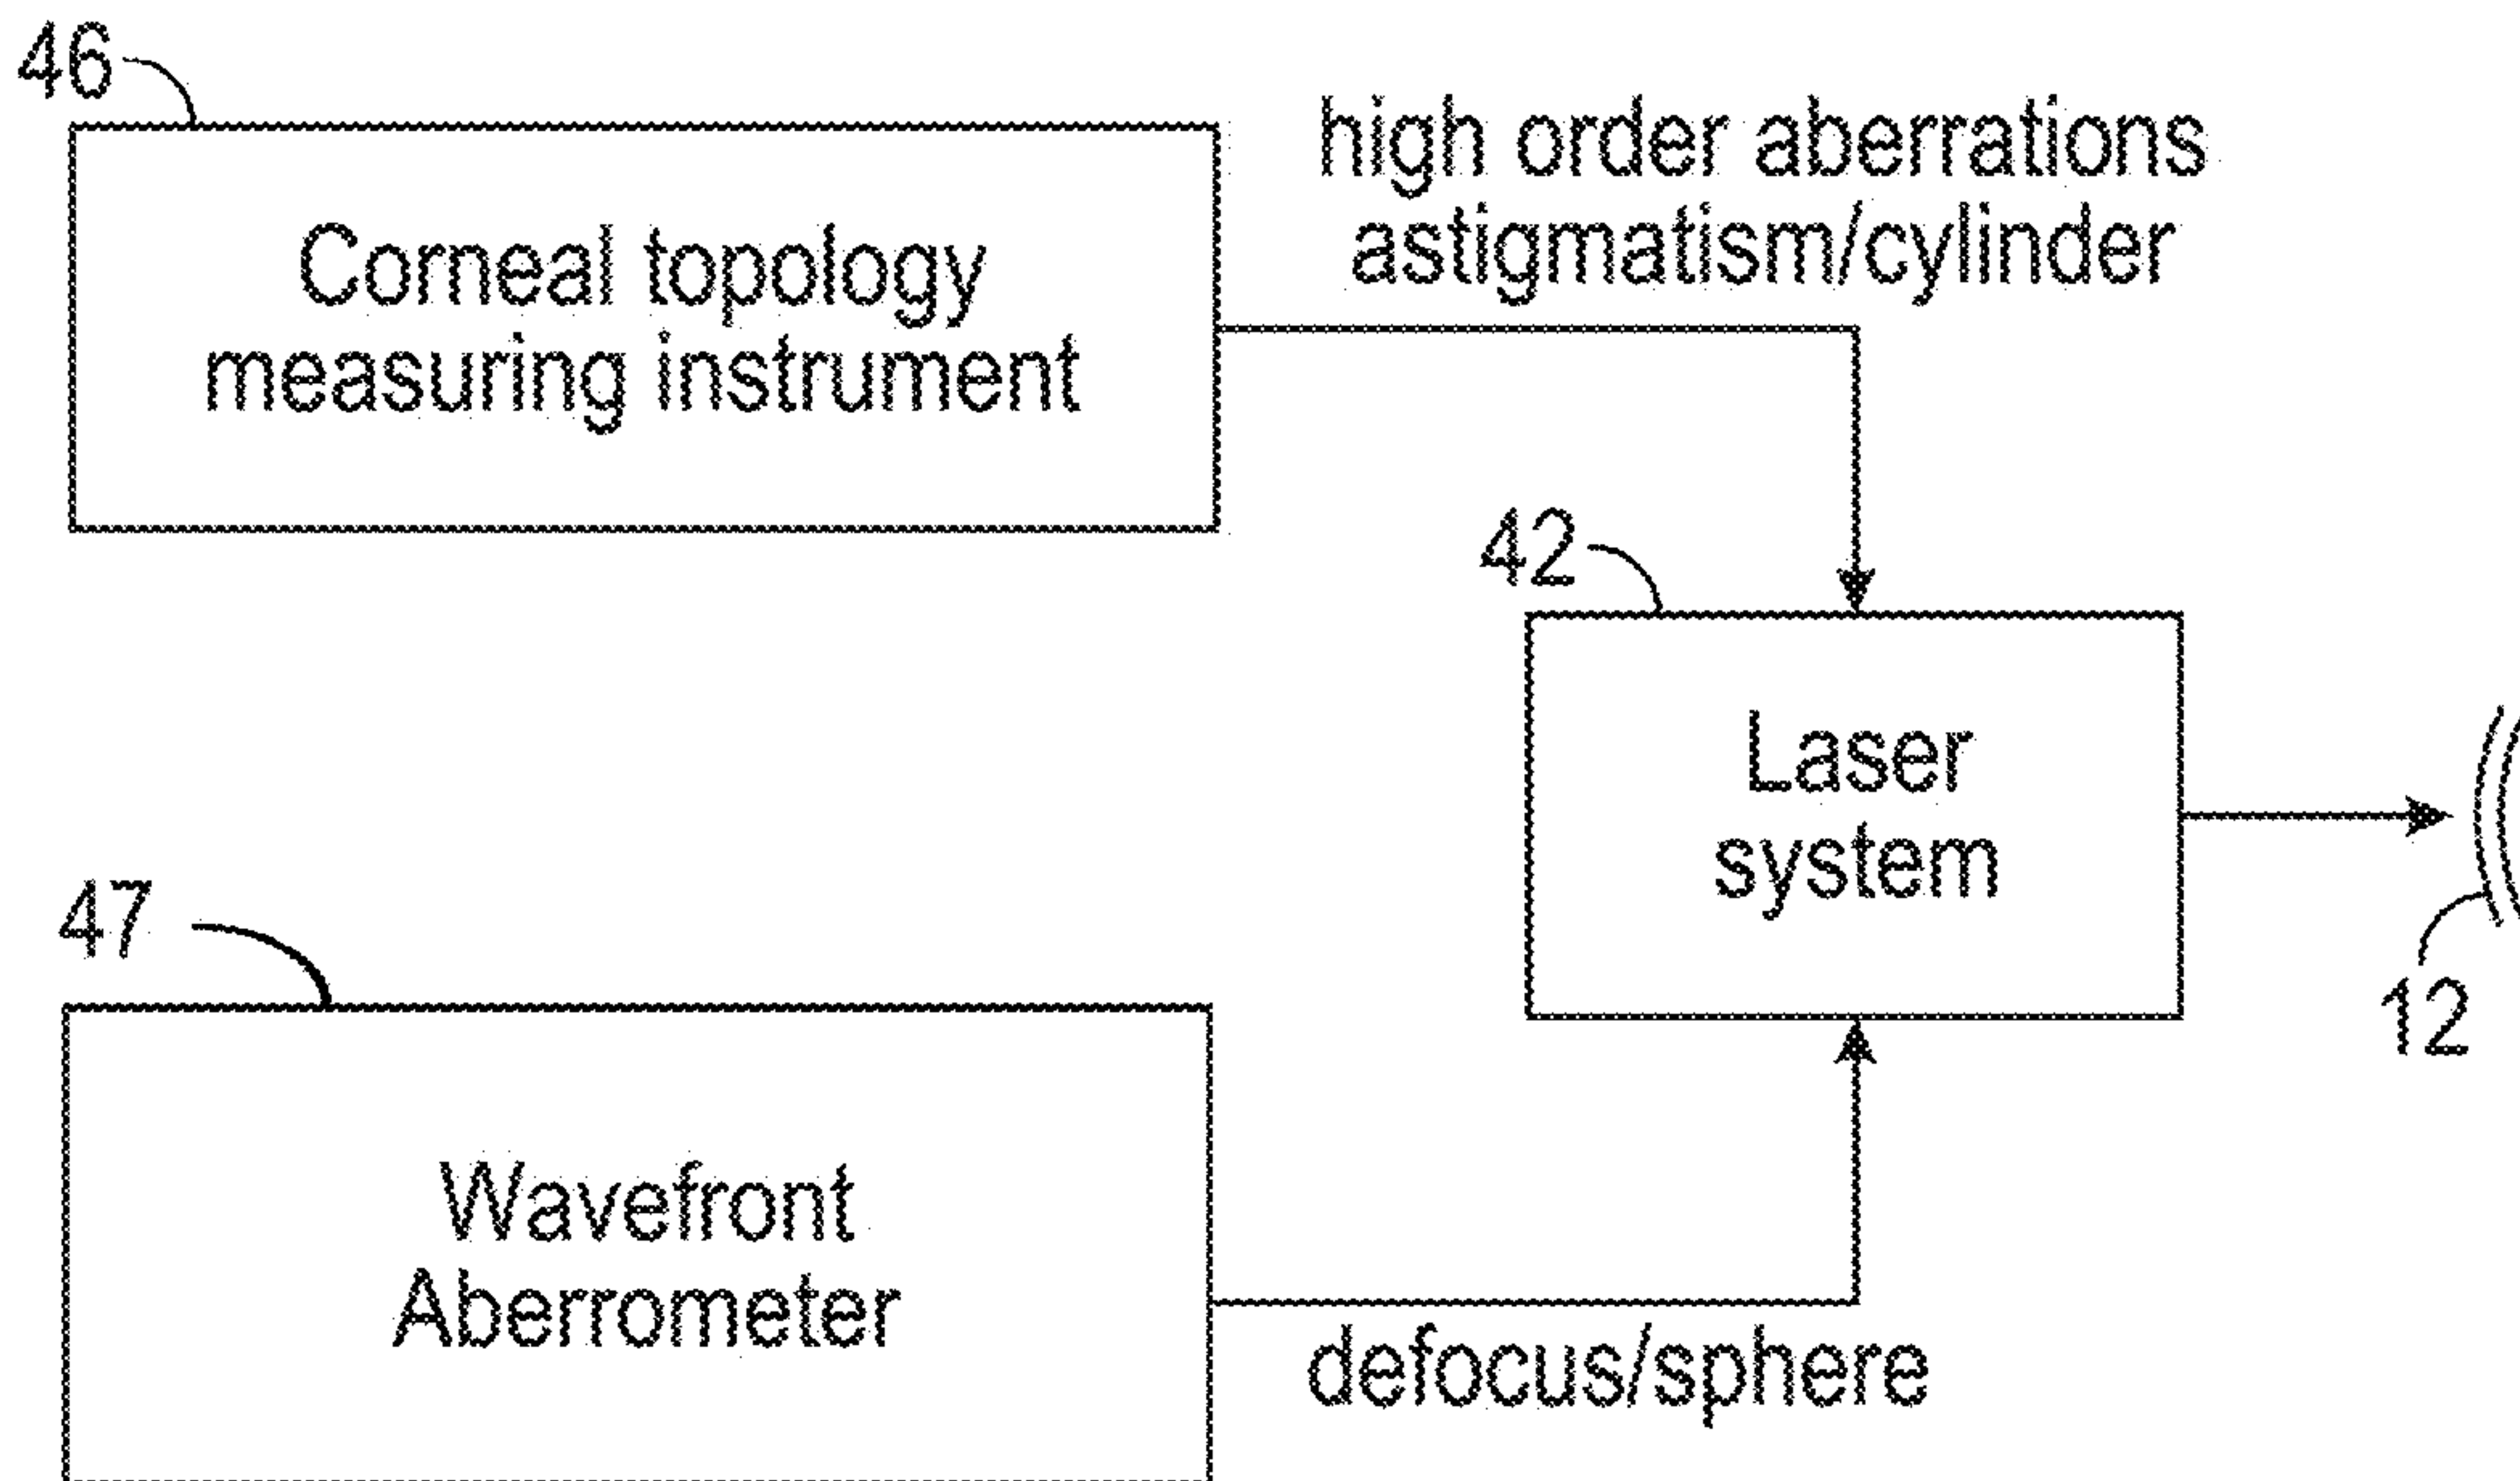 46
high order aberrations
astigmatism/cylinder
Corneal topology
measuring instrument
42
Laser
system
47
12
Wavefront
Aberrometer
defocus/sphere